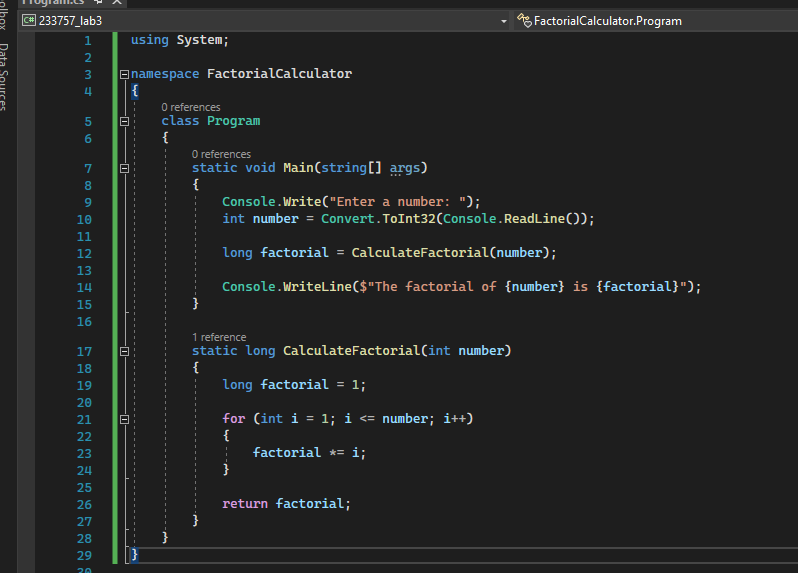 Program.cs
Toolbox
Data Sources
C# 233757_lab3
FactorialCalculator.Program
1 using System;
2
3 namespace FactorialCalculator
4 {
0 references
5 class Program
6 {
0 references
7 static void Main(string[] args)
8 {
9 Console.Write("Enter a number: ");
10 int number = Convert.ToInt32(Console.ReadLine());
11
12 long factorial = CalculateFactorial(number);
13
14 Console.WriteLine($"The factorial of {number} is {factorial}");
15 }
16
1 reference
17 static long CalculateFactorial(int number)
18 {
19 long factorial = 1;
20
21 for (int i = 1; i <= number; i++)
22 {
23 factorial *= i;
24 }
25
26 return factorial;
27 }
28 }
29 }
30